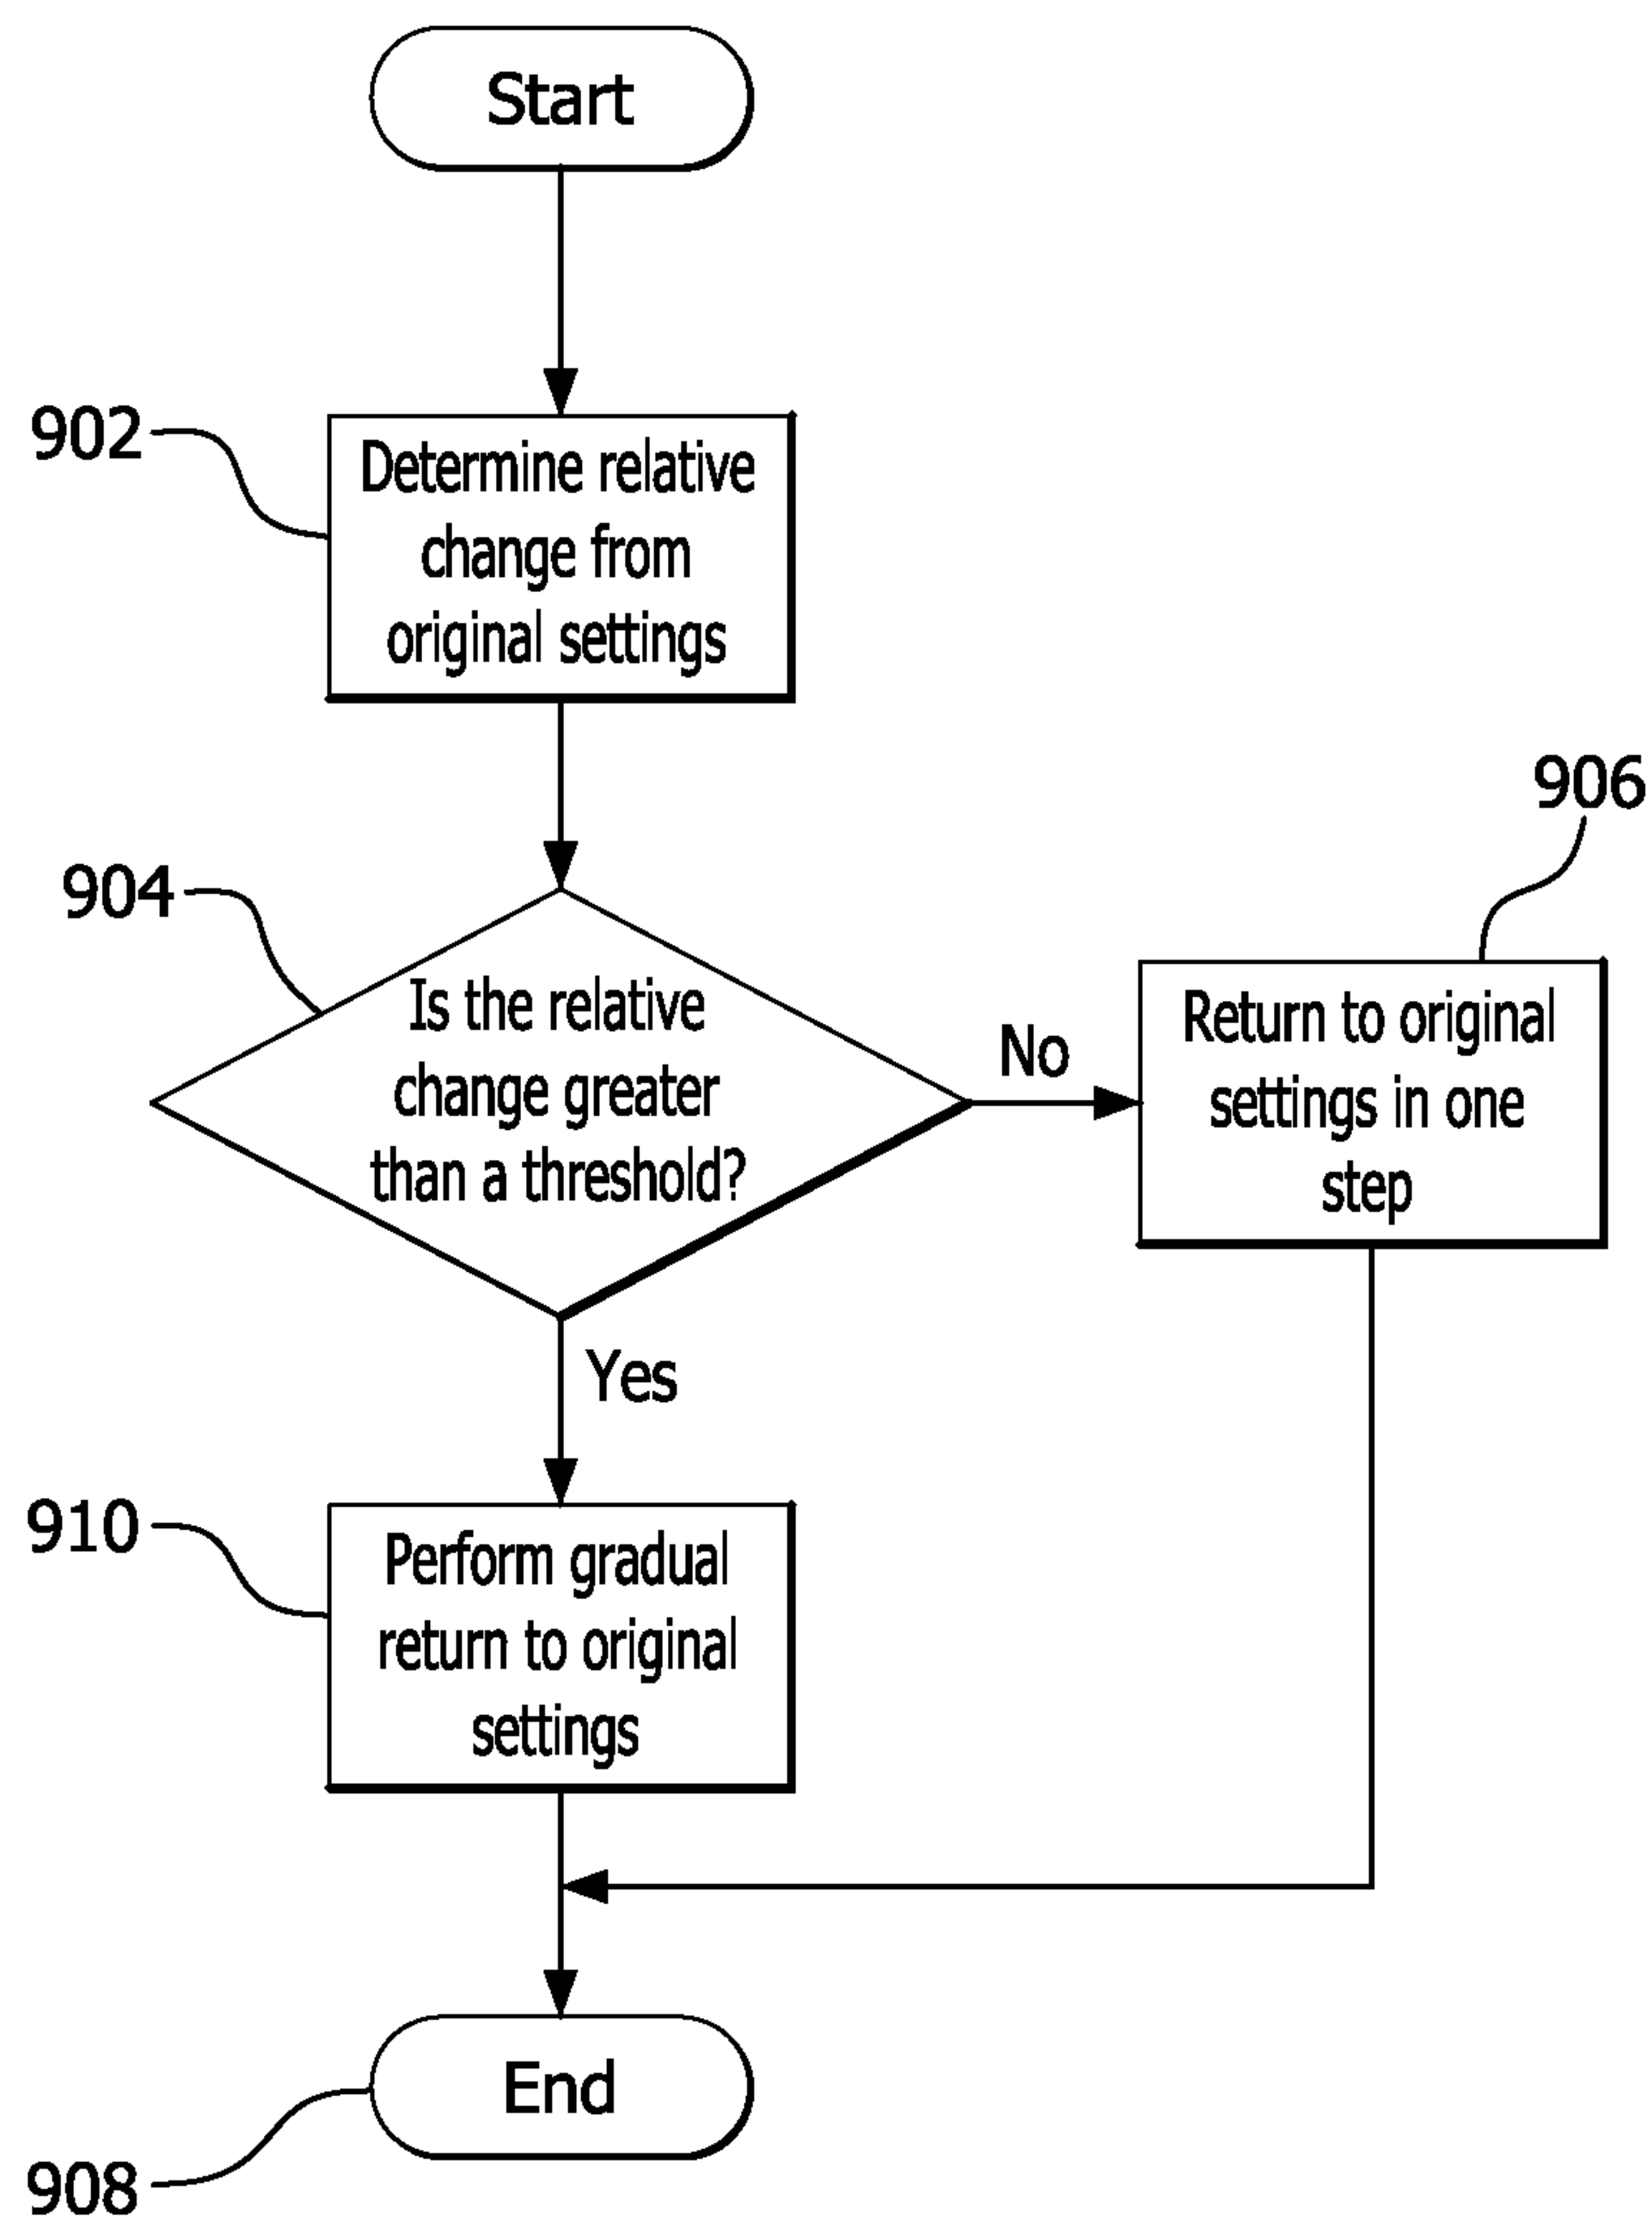 Start
902
Determine relative
change from
original settings
906
904
Is the relative
change greater
than a threshold?
No
Return to original
settings in one
step
Yes
910
Perform gradual
return to original
settings
End
908